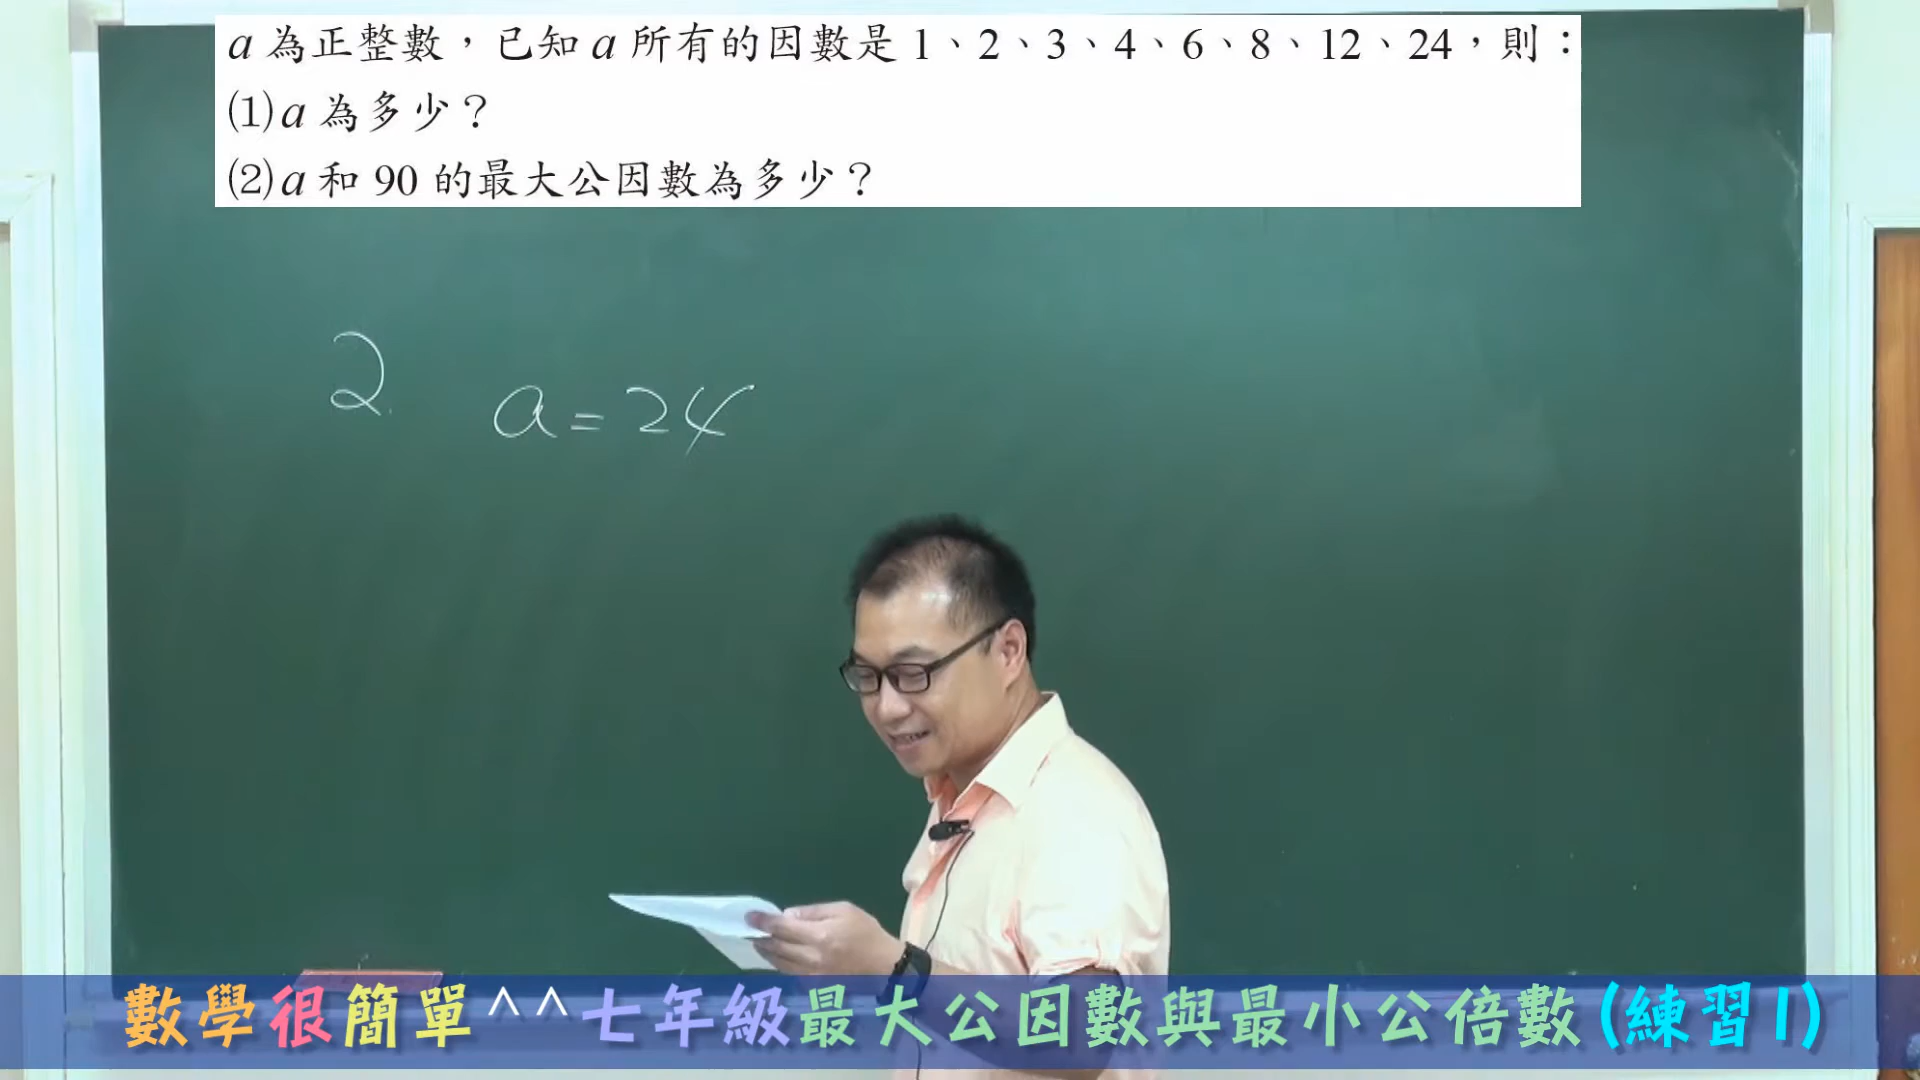 a 為正整數，已知 a 所有的因數是 1、2、3、4、6、8、12、24，則：
(1) a 為多少？
(2) a 和 90 的最大公因數為多少？
2. a = 24
數學很簡單^^七年級最大公因數與最小公倍數(練習1)